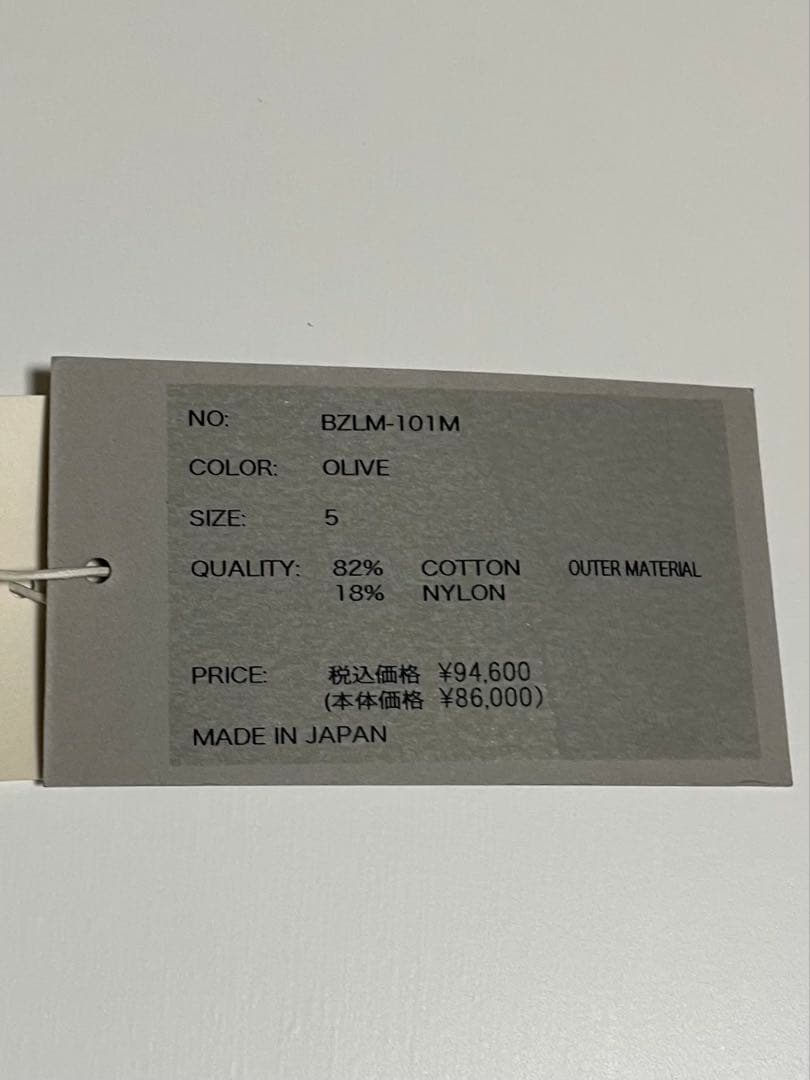 NO: BZLM-101M
COLOR: OLIVE
SIZE: 5
QUALITY: 82% COTTON OUTER MATERIAL
18% NYLON
PRICE: 税込価格 ¥94,600
(本体価格 ¥86,000)
MADE IN JAPAN